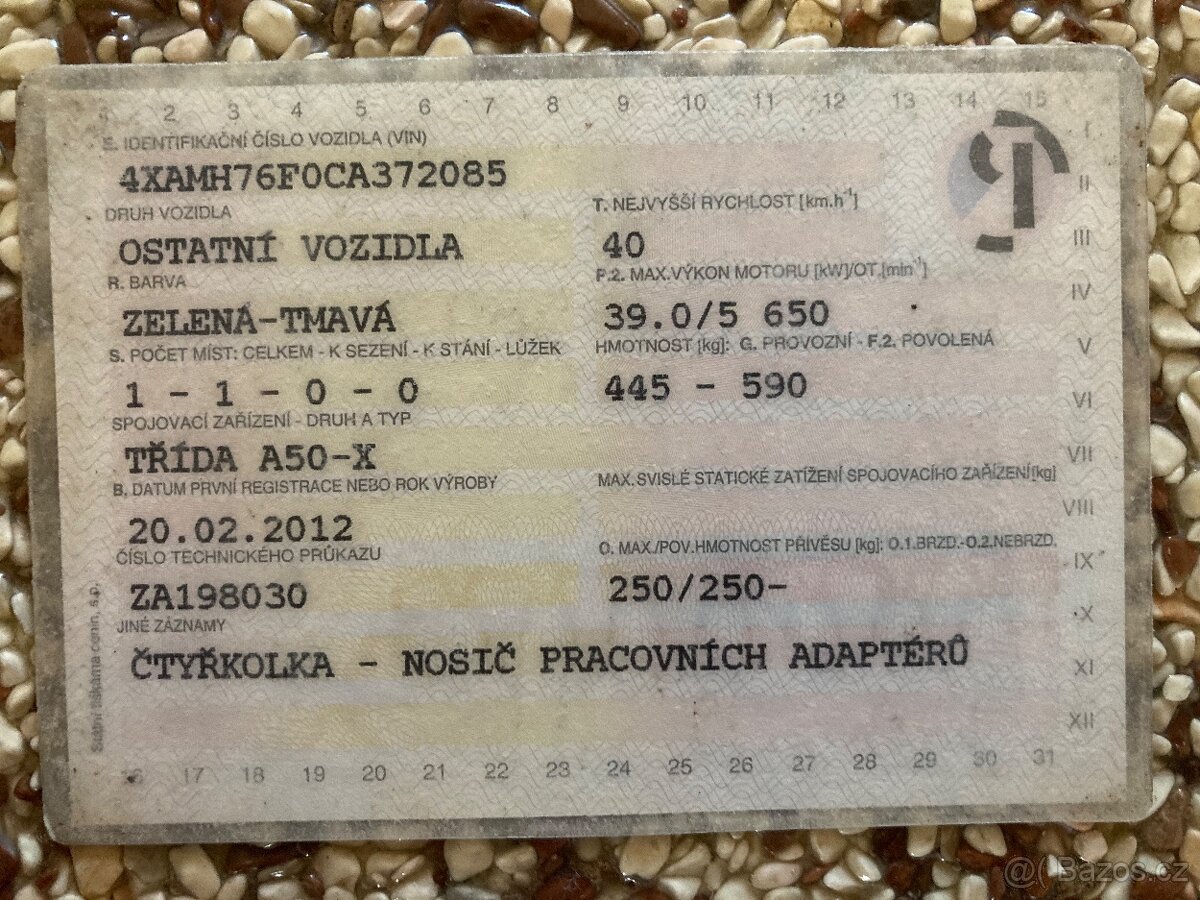 1 2 3 4 5 6 7 8 9 10 11 12 13 14 15
E. IDENTIFIKAČNÍ ČÍSLO VOZIDLA (VIN)
4XAMH76F0CA372085
DRUH VOZIDLA
OSTATNÍ VOZIDLA
T. NEJVYŠŠÍ RYCHLOST [km.h⁻¹]
40
R. BARVA
ZELENÁ-TMAVÁ
P.2. MAX.VÝKON MOTORU [kW]/OT.[min⁻¹]
39.0/5 650
S. POČET MÍST: CELKEM - K SEZENÍ - K STÁNÍ - LŮŽEK
1 - 1 - 0 - 0
HMOTNOST [kg]: G. PROVOZNÍ - F.2. POVOLENÁ
445 - 590
SPOJOVACÍ ZAŘÍZENÍ - DRUH A TYP
TŘÍDA A50-X
MAX.SVISLÉ STATICKÉ ZATÍŽENÍ SPOJOVACÍHO ZAŘÍZENÍ[kg]
B. DATUM PRVNÍ REGISTRACE NEBO ROK VÝROBY
20.02.2012
O. MAX./POV.HMOTNOST PŘÍVĚSU [kg]: O.1.BRZD.-O.2.NEBRZD.
250/250-
ČÍSLO TECHNICKÉHO PRŮKAZU
ZA198030
JINÉ ZÁZNAMY
ČTYŘKOLKA - NOSIČ PRACOVNÍCH ADAPTÉRŮ
I
II
III
IV
V
VI
VII
VIII
IX
X
XI
XII
Státní tiskárna cenin, s.p.
16 17 18 19 20 21 22 23 24 25 26 27 28 29 30 31
Bazos.cz